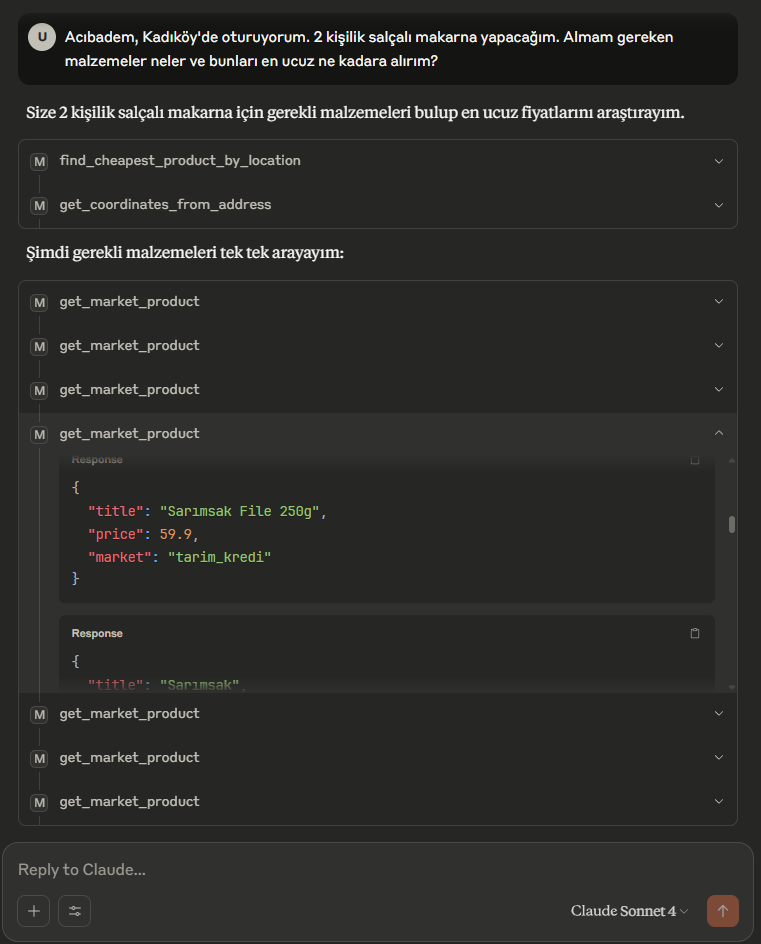 U
Acıbadem, Kadıköy'de oturuyorum. 2 kişilik salçalı makarna yapacağım. Almam gereken
malzemeler neler ve bunları en ucuz ne kadara alırım?
Size 2 kişilik salçalı makarna için gerekli malzemeleri bulup en ucuz fiyatlarını araştırayım.
M find_cheapest_product_by_location
M get_coordinates_from_address
Şimdi gerekli malzemeleri tek tek arayayım:
M get_market_product
M get_market_product
M get_market_product
M get_market_product
Response
{
"title": "Sarımsak File 250g",
"price": 59.9,
"market": "tarim_kredi"
}
Response
{
"title": "Sarımsak",
M get_market_product
M get_market_product
M get_market_product
Reply to Claude...
Claude Sonnet 4